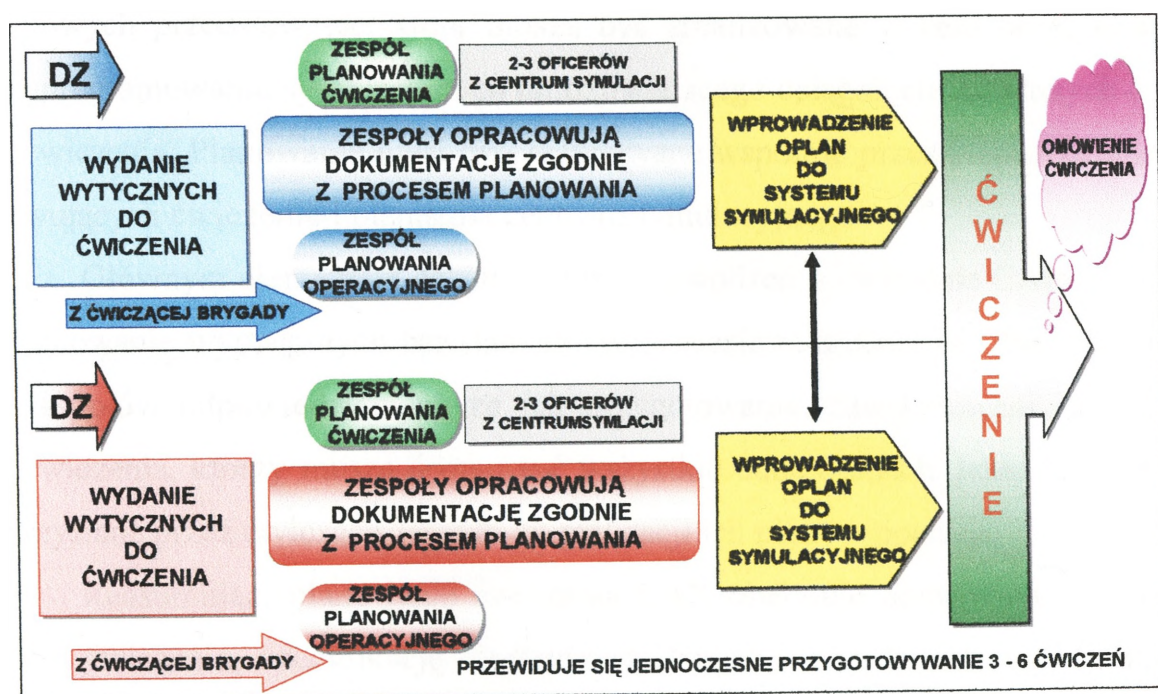 DZ
ZESPÓŁ
PLANOWANIA
ĆWICZENIA
2-3 OFICERÓW
Z CENTRUM SYMULACJI
WYDANIE
WYTYCZNYCH
DO
ĆWICZENIA
ZESPOŁY OPRACOWUJĄ
DOKUMENTACJĘ ZGODNIE
Z PROCESEM PLANOWANIA
ZESPÓŁ
PLANOWANIA
OPERACYJNEGO
Z ĆWICZĄCEJ BRYGADY
WPROWADZENIE
OPLAN
DO
SYSTEMU
SYMULACYJNEGO
ĆWICZENIE
OMÓWIENIE
ĆWICZENIA
DZ
ZESPÓŁ
PLANOWANIA
ĆWICZENIA
2-3 OFICERÓW
Z CENTRUMSYMLACJI
WYDANIE
WYTYCZNYCH
DO
ĆWICZENIA
ZESPOŁY OPRACOWUJĄ
DOKUMENTACJĘ ZGODNIE
Z PROCESEM PLANOWANIA
ZESPÓŁ
PLANOWANIA
OPERACYJNEGO
Z ĆWICZĄCEJ BRYGADY
WPROWADZENIE
OPLAN
DO
SYSTEMU
SYMULACYJNEGO
PRZEWIDUJE SIĘ JEDNOCZESNE PRZYGOTOWYWANIE 3 - 6 ĆWICZEŃ